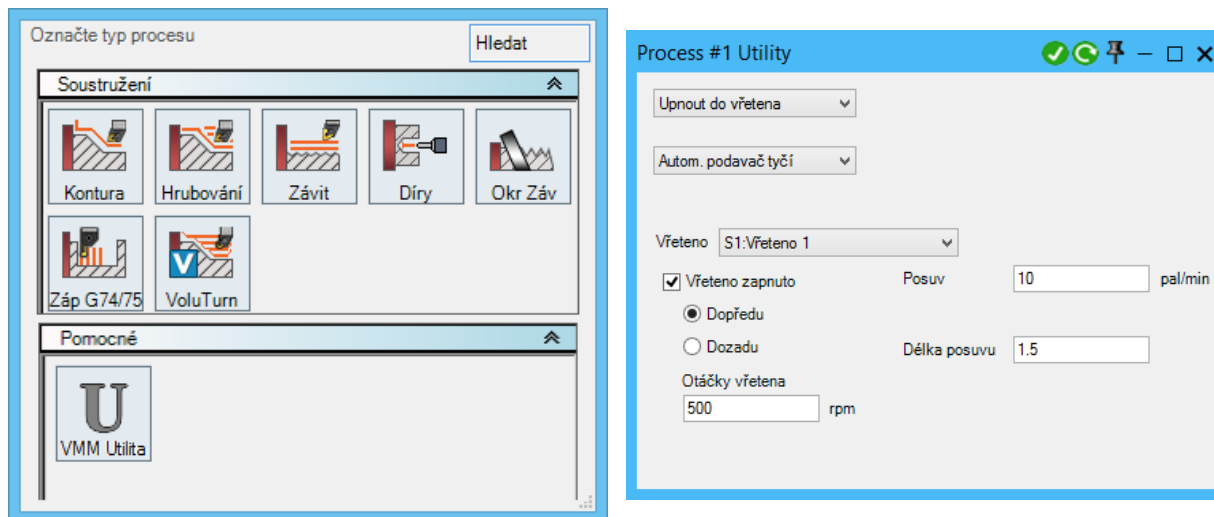 Označte typ procesu
Hledat
Soustružení
Kontura
Hrubování
Závit
Díry
Okr Záv
Záp G74/75
V
VoluTurn
Pomocné
U
VMM Utilita
Process #1 Utility
Upnout do vřetena
Autom. podavač tyčí
Vřeteno S1:Vřeteno 1
Vřeteno zapnuto
Posuv 10 pal/min
Dopředu
Dozadu
Délka posuvu 1.5
Otáčky vřetena
500 rpm